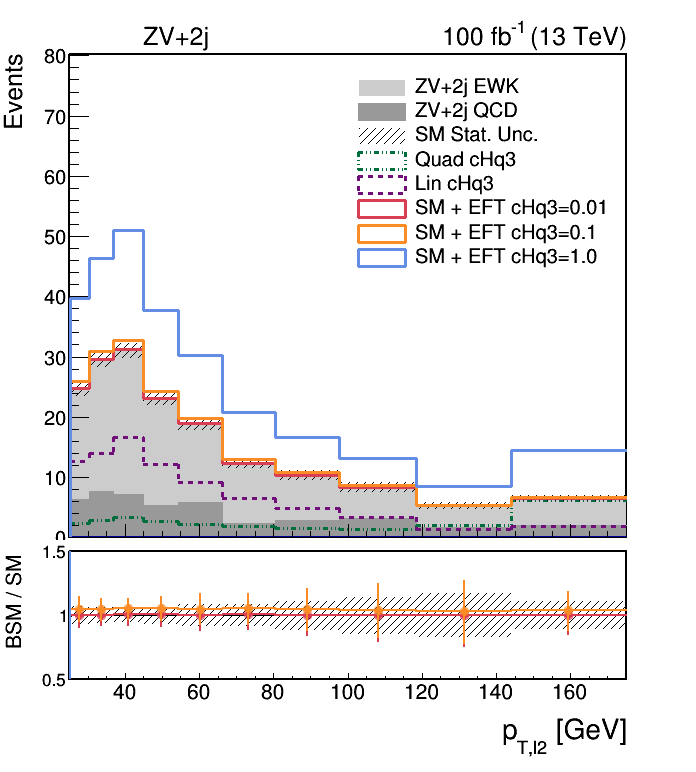 ZV+2j 100 fb-1 (13 TeV)
Events
80
70
60
50
40
30
20
10
0
ZV+2j EWK
ZV+2j QCD
SM Stat. Unc.
Quad cHq3
Lin cHq3
SM + EFT cHq3=0.01
SM + EFT cHq3=0.1
SM + EFT cHq3=1.0
BSM / SM
1.5
1
0.5
40 60 80 100 120 140 160
pT,l2 [GeV]